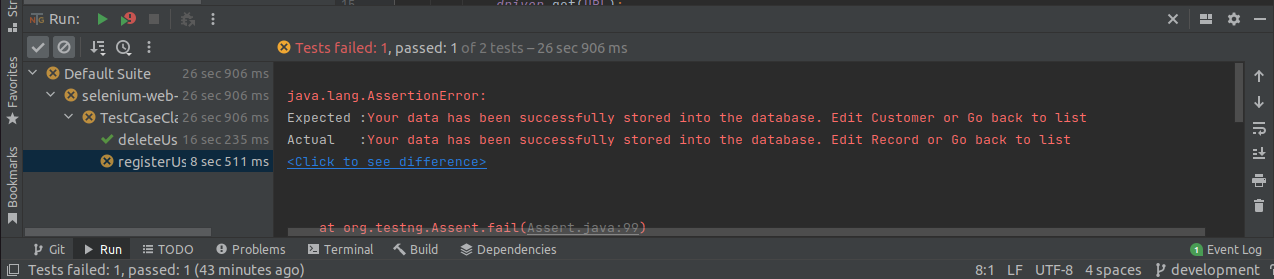 15 driver.get(URL);
Run:
Tests failed: 1, passed: 1 of 2 tests – 26 sec 906 ms
Default Suite 26 sec 906 ms
selenium-web- 26 sec 906 ms
TestCaseCla 26 sec 906 ms
deleteUs 16 sec 235 ms
registerUs 8 sec 511 ms
java.lang.AssertionError:
Expected :Your data has been successfully stored into the database. Edit Customer or Go back to list
Actual   :Your data has been successfully stored into the database. Edit Record or Go back to list
<Click to see difference>
at org.testng.Assert.fail(Assert.java:99)
Str
Favorites
Bookmarks
Git Run TODO Problems Terminal Build Dependencies 1 Event Log
Tests failed: 1, passed: 1 (43 minutes ago) 8:1 LF UTF-8 4 spaces development